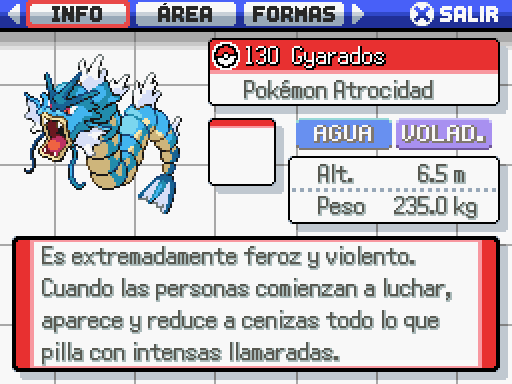 INFO ÁREA FORMAS SALIR
130 Gyarados
Pokémon Atrocidad
AGUA VOLAD.
Alt. 6.5 m
Peso 235.0 kg
Es extremadamente feroz y violento.
Cuando las personas comienzan a luchar,
aparece y reduce a cenizas todo lo que
pilla con intensas llamaradas.